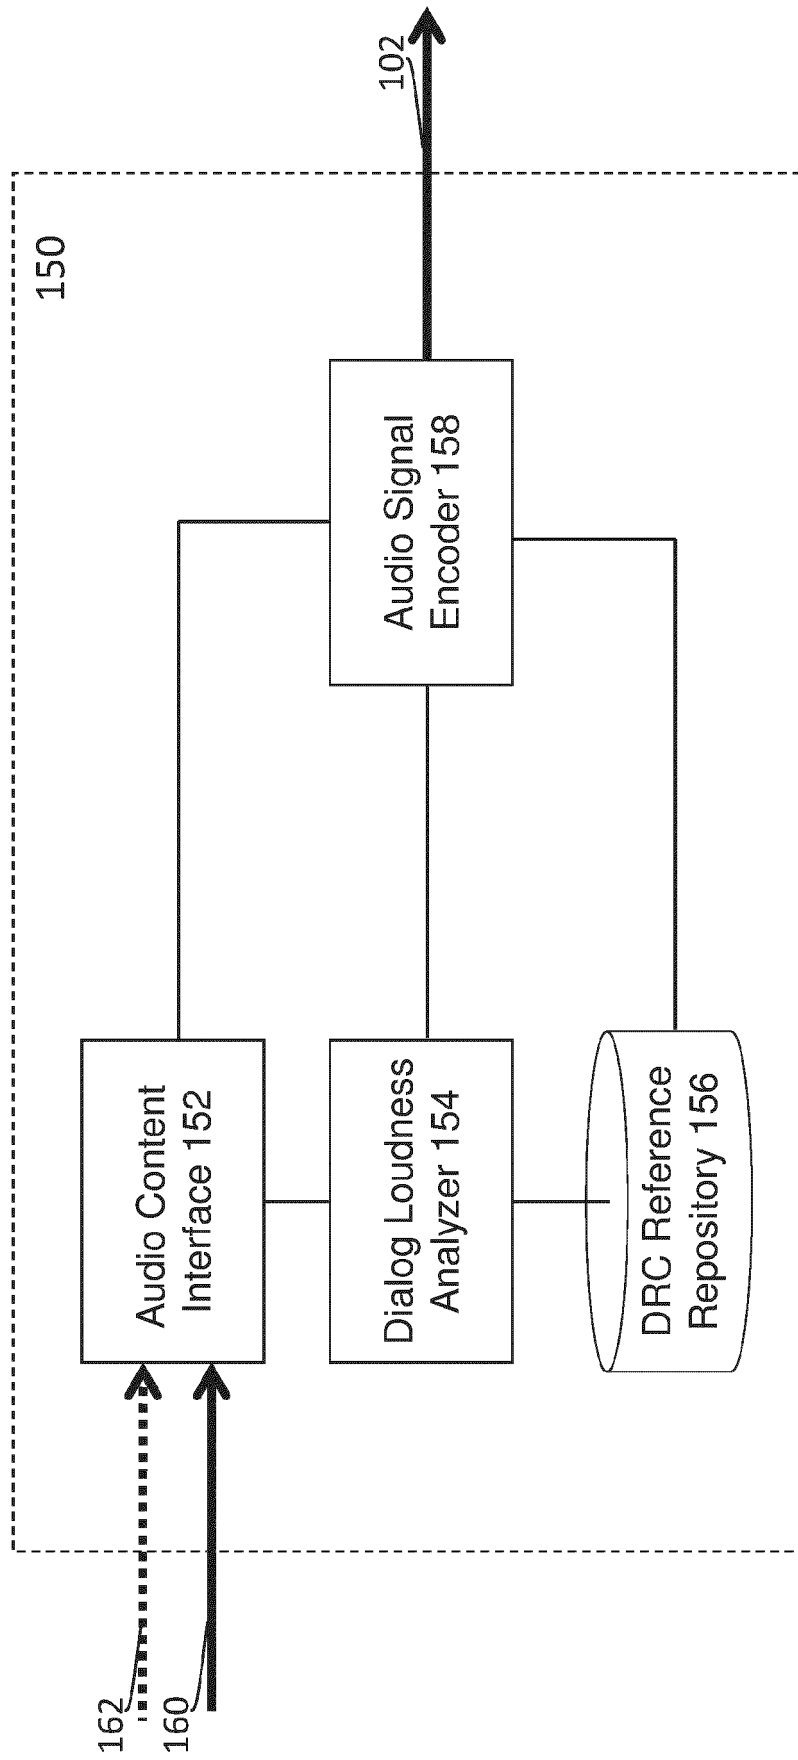 150
102
162
160
Audio Content
Interface 152
Dialog Loudness
Analyzer 154
DRC Reference
Repository 156
Audio Signal
Encoder 158